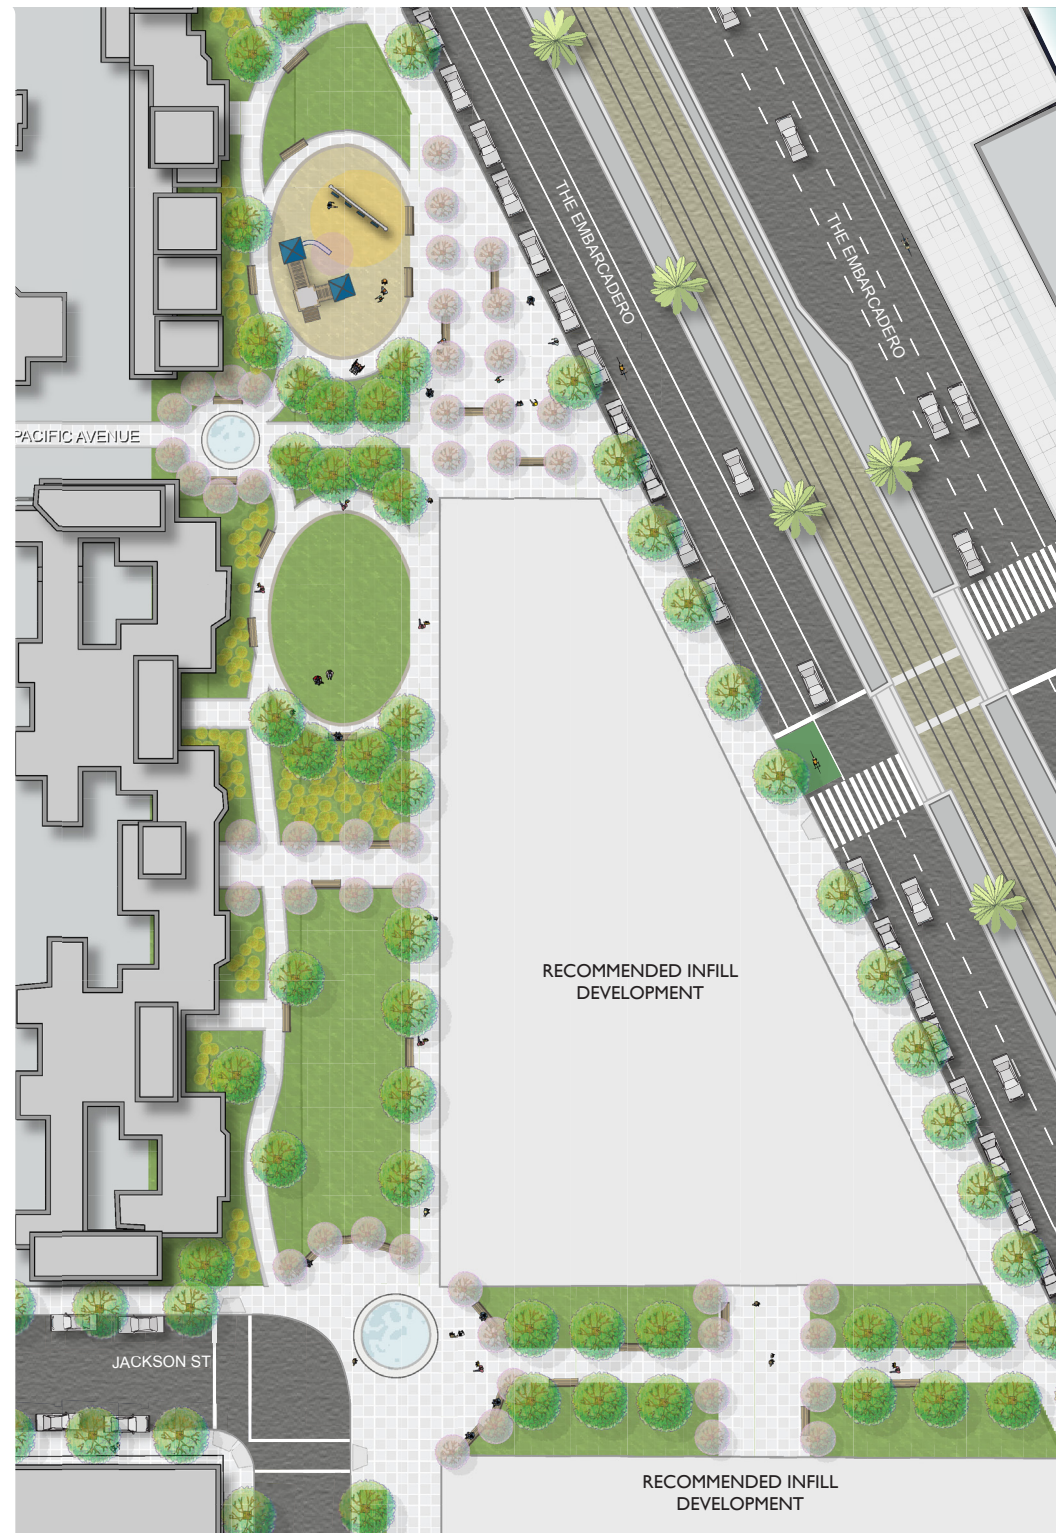 THE EMBARCADERO
THE EMBARCADERO
PACIFIC AVENUE
RECOMMENDED INFILL
DEVELOPMENT
JACKSON ST
RECOMMENDED INFILL
DEVELOPMENT